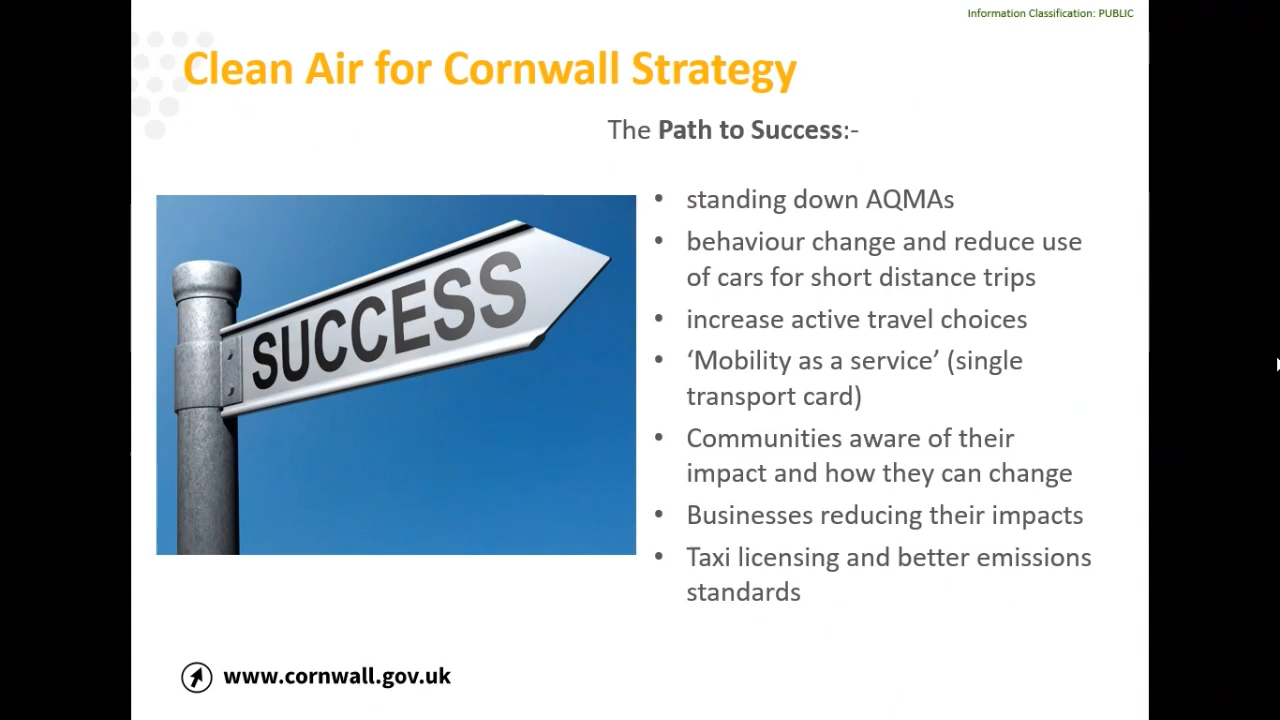 Information Classification: PUBLIC
Clean Air for Cornwall Strategy
The Path to Success:-
SUCCESS
• standing down AQMAs
• behaviour change and reduce use
of cars for short distance trips
• increase active travel choices
• ‘Mobility as a service’ (single
transport card)
• Communities aware of their
impact and how they can change
• Businesses reducing their impacts
• Taxi licensing and better emissions
standards
www.cornwall.gov.uk